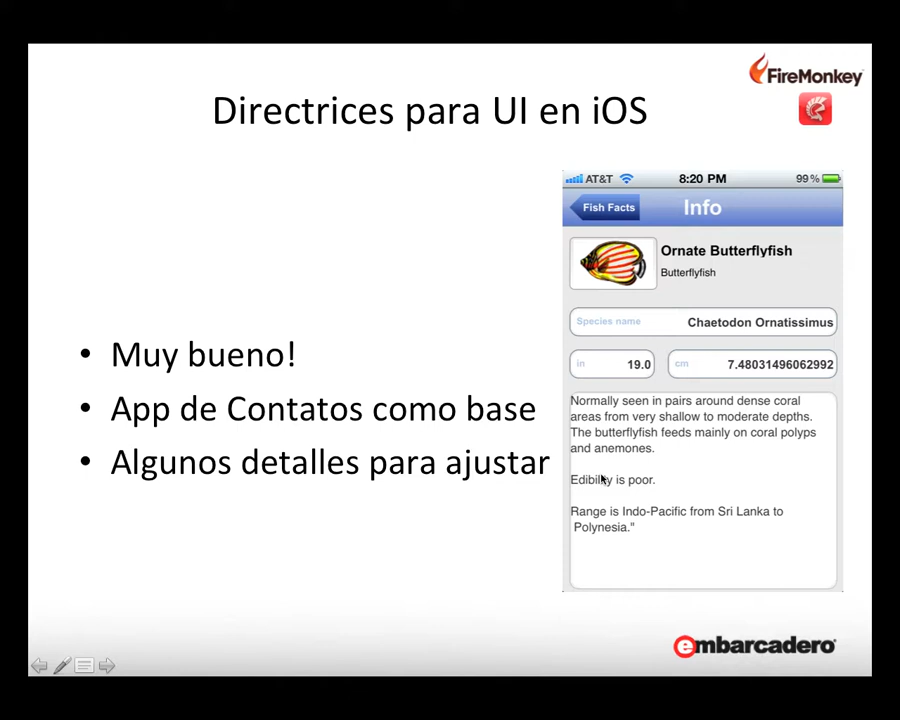 FireMonkey
Directrices para UI en iOS
• Muy bueno!
• App de Contatos como base
• Algunos detalles para ajustar
AT&T 8:20 PM 99%
Fish Facts Info
Ornate Butterflyfish
Butterflyfish
Species name Chaetodon Ornatissimus
in 19.0 cm 7.48031496062992
Normally seen in pairs around dense coral
areas from very shallow to moderate depths.
The butterflyfish feeds mainly on coral polyps
and anemones.
Edibility is poor.
Range is Indo-Pacific from Sri Lanka to
Polynesia."
embarcadero